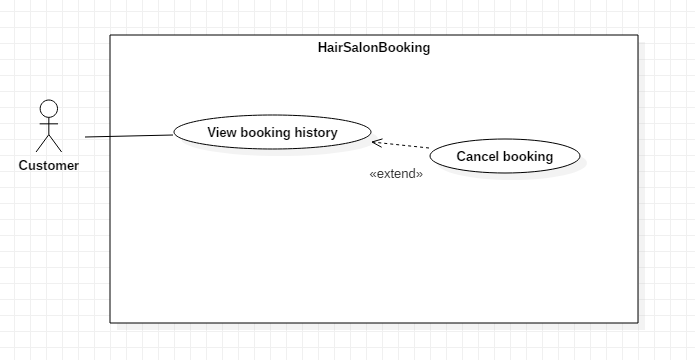 HairSalonBooking
View booking history
Cancel booking
Customer
«extend»